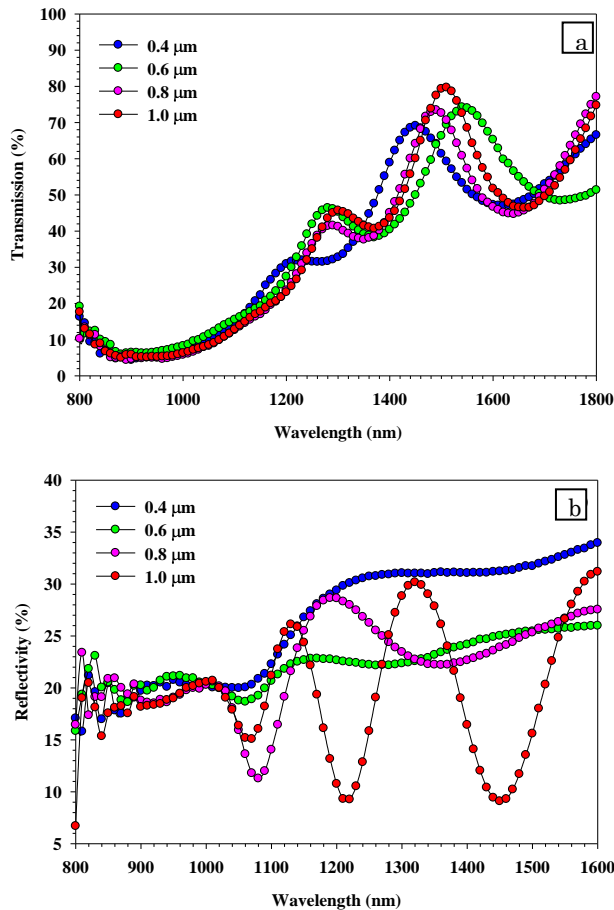 100
90
80
70
60
50
40
30
20
10
0
Transmission (%)
0.4 µm
0.6 µm
0.8 µm
1.0 µm
a
800 1000 1200 1400 1600 1800
Wavelength (nm)
40
35
30
25
20
15
10
5
Reflectivity (%)
0.4 µm
0.6 µm
0.8 µm
1.0 µm
b
800 900 1000 1100 1200 1300 1400 1500 1600
Wavelength (nm)